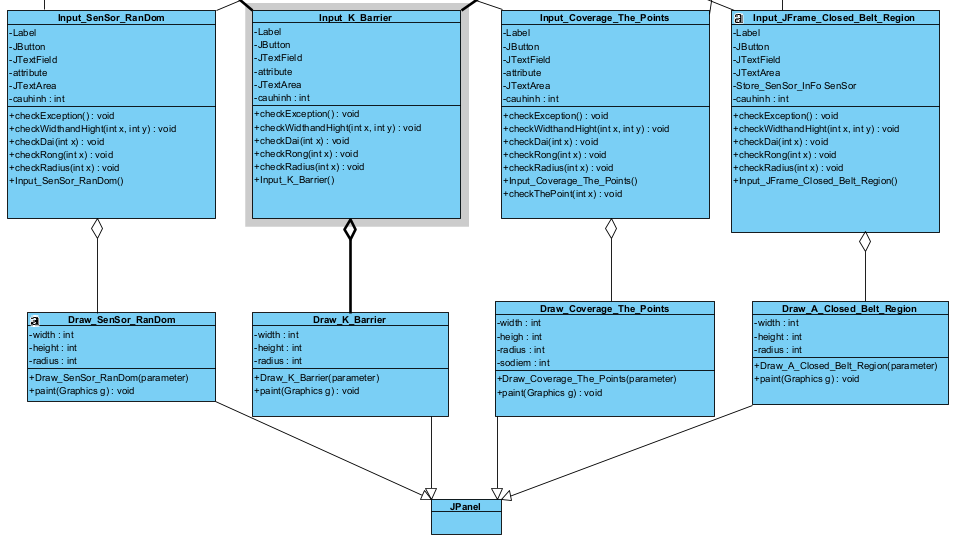 Input_SenSor_RanDom
-Label
-JButton
-JTextField
-attribute
-JTextArea
-cauhinh : int
+checkException() : void
+checkWidthandHight(int x, int y) : void
+checkDai(int x) : void
+checkRong(int x) : void
+checkRadius(int x) : void
+Input_SenSor_RanDom()
Input_K_Barrier
-Label
-JButton
-JTextField
-attribute
-JTextArea
-cauhinh : int
+checkException() : void
+checkWidthandHight(int x, int y) : void
+checkDai(int x) : void
+checkRong(int x) : void
+checkRadius(int x) : void
+Input_K_Barrier()
Input_Coverage_The_Points
-Label
-JButton
-JTextField
-attribute
-JTextArea
-cauhinh : int
+checkException() : void
+checkWidthandHight(int x, int y) : void
+checkDai(int x) : void
+checkRong(int x) : void
+checkRadius(int x) : void
+Input_Coverage_The_Points()
+checkThePoint(int x) : void
a Input_JFrame_Closed_Belt_Region
-Label
-JButton
-JTextField
-JTextArea
-Store_SenSor_InFo SenSor
-cauhinh : int
+checkException() : void
+checkWidthandHight(int x, int y) : void
+checkDai(int x) : void
+checkRong(int x) : void
+checkRadius(int x) : void
+Input_JFrame_Closed_Belt_Region()
a Draw_SenSor_RanDom
-width : int
-height : int
-radius : int
+Draw_SenSor_RanDom(parameter)
+paint(Graphics g) : void
Draw_K_Barrier
-width : int
-height : int
-radius : int
+Draw_K_Barrier(parameter)
+paint(Graphics g) : void
Draw_Coverage_The_Points
-width : int
-heigh : int
-radius : int
-sodiem : int
+Draw_Coverage_The_Points(parameter)
+paint(Graphics g) : void
Draw_A_Closed_Belt_Region
-width : int
-height : int
-radius : int
+Draw_A_Closed_Belt_Region(parameter)
+paint(Graphics g) : void
JPanel